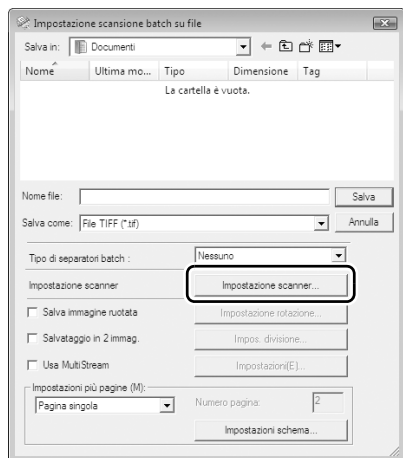 Impostazione scansione batch su file
Salva in: Documenti
Nome Ultima mo... Tipo Dimensione Tag
La cartella è vuota.
Nome file: Salva
Salva come: File TIFF (*.tif) Annulla
Tipo di separatori batch : Nessuno
Impostazione scanner Impostazione scanner...
Salva immagine ruotata Impostazione rotazione...
Salvataggio in 2 immag. Impos. divisione...
Usa MultiStream Impostazioni(E)...
Impostazioni più pagine (M):
Pagina singola Numero pagina: 2
Impostazioni schema...